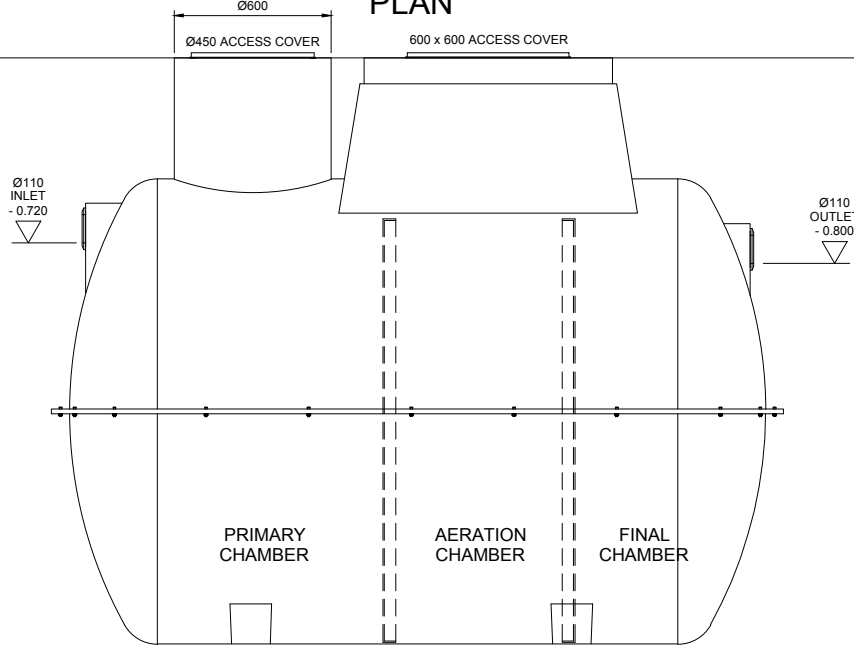 PLAN
Ø600
Ø450 ACCESS COVER
600 x 600 ACCESS COVER
Ø110
INLET
- 0.720
Ø110
OUTLET
- 0.800
PRIMARY
CHAMBER
AERATION
CHAMBER
FINAL
CHAMBER